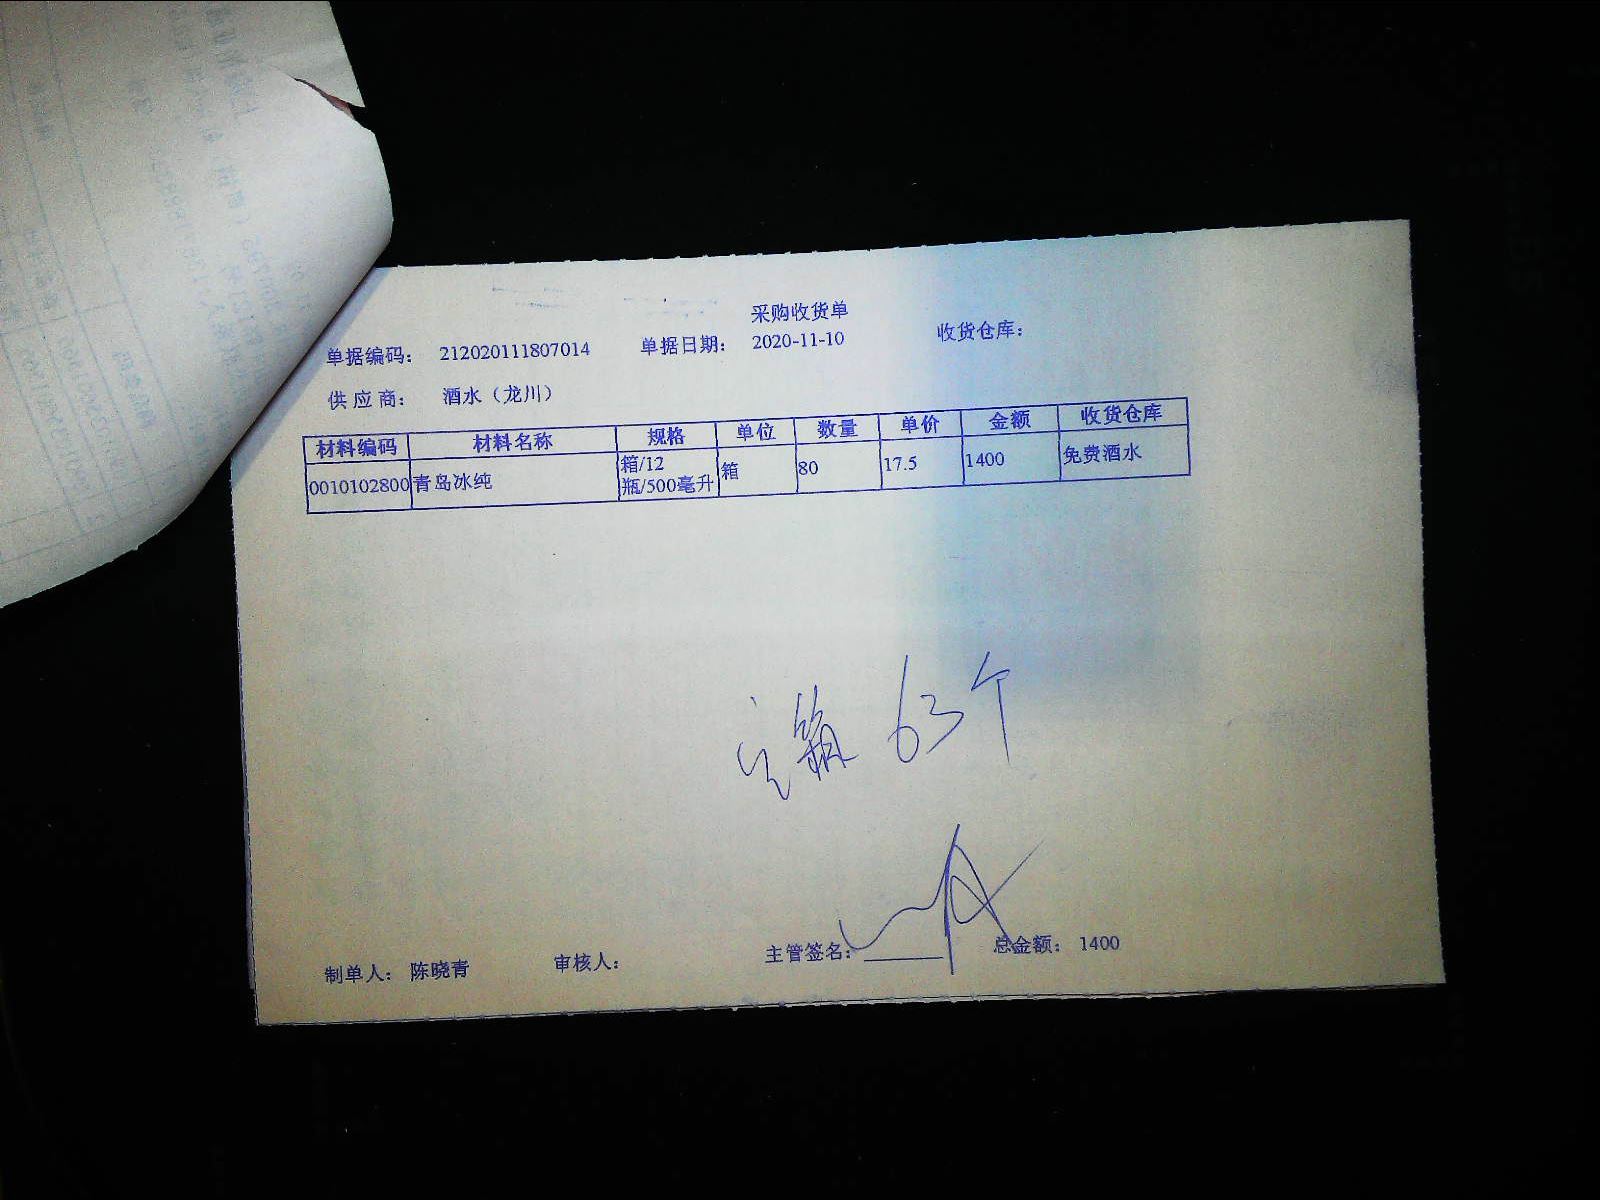 采购收货单
单据编码： 212020111807014 单据日期： 2020-11-10 收货仓库：
供应商： 酒水（龙川）
材料编码 材料名称 规格 单位 数量 单价 金额 收货仓库
0010102800 青岛冰纯 箱/12瓶/500毫升 箱 80 17.5 1400 免费酒水
空瓶 63个
制单人： 陈晓青 审核人： 主管签名： 总金额： 1400